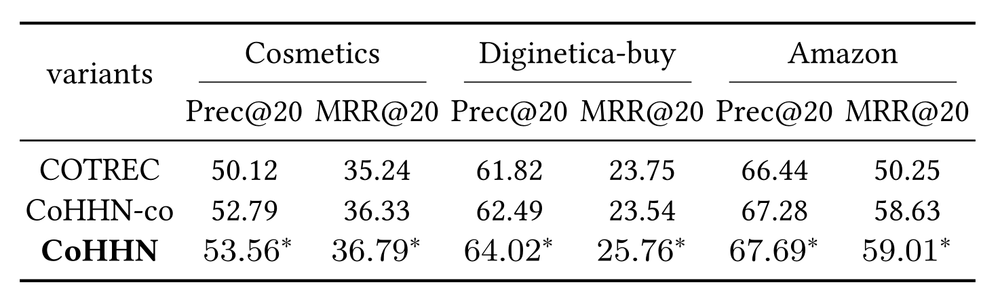 variants Cosmetics Diginetica-buy Amazon
Prec@20 MRR@20 Prec@20 MRR@20 Prec@20 MRR@20
COTREC 50.12 35.24 61.82 23.75 66.44 50.25
CoHHN-co 52.79 36.33 62.49 23.54 67.28 58.63
CoHHN 53.56* 36.79* 64.02* 25.76* 67.69* 59.01*